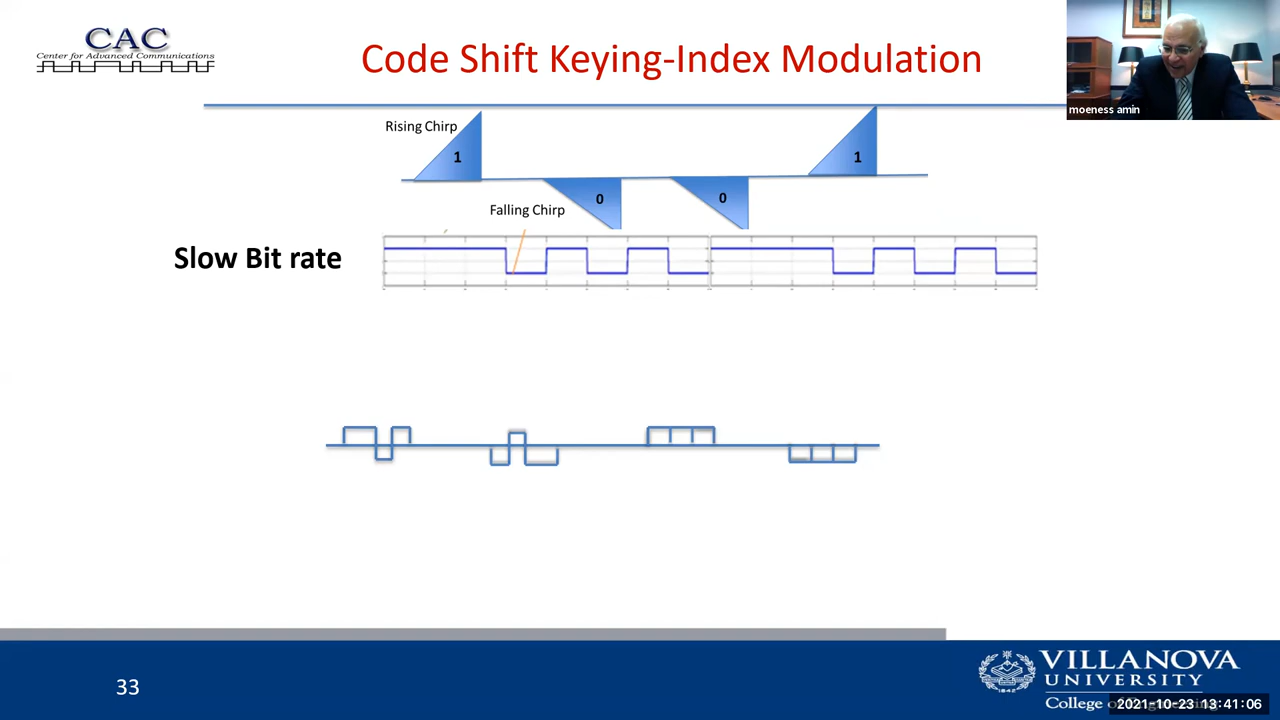 CAC
Center for Advanced Communications
Code Shift Keying-Index Modulation
moeness amin
Rising Chirp
1
1
0
0
Falling Chirp
Slow Bit rate
33
VILLANOVA
UNIVERSITY
College of Engineering
2021-10-23 13:41:06